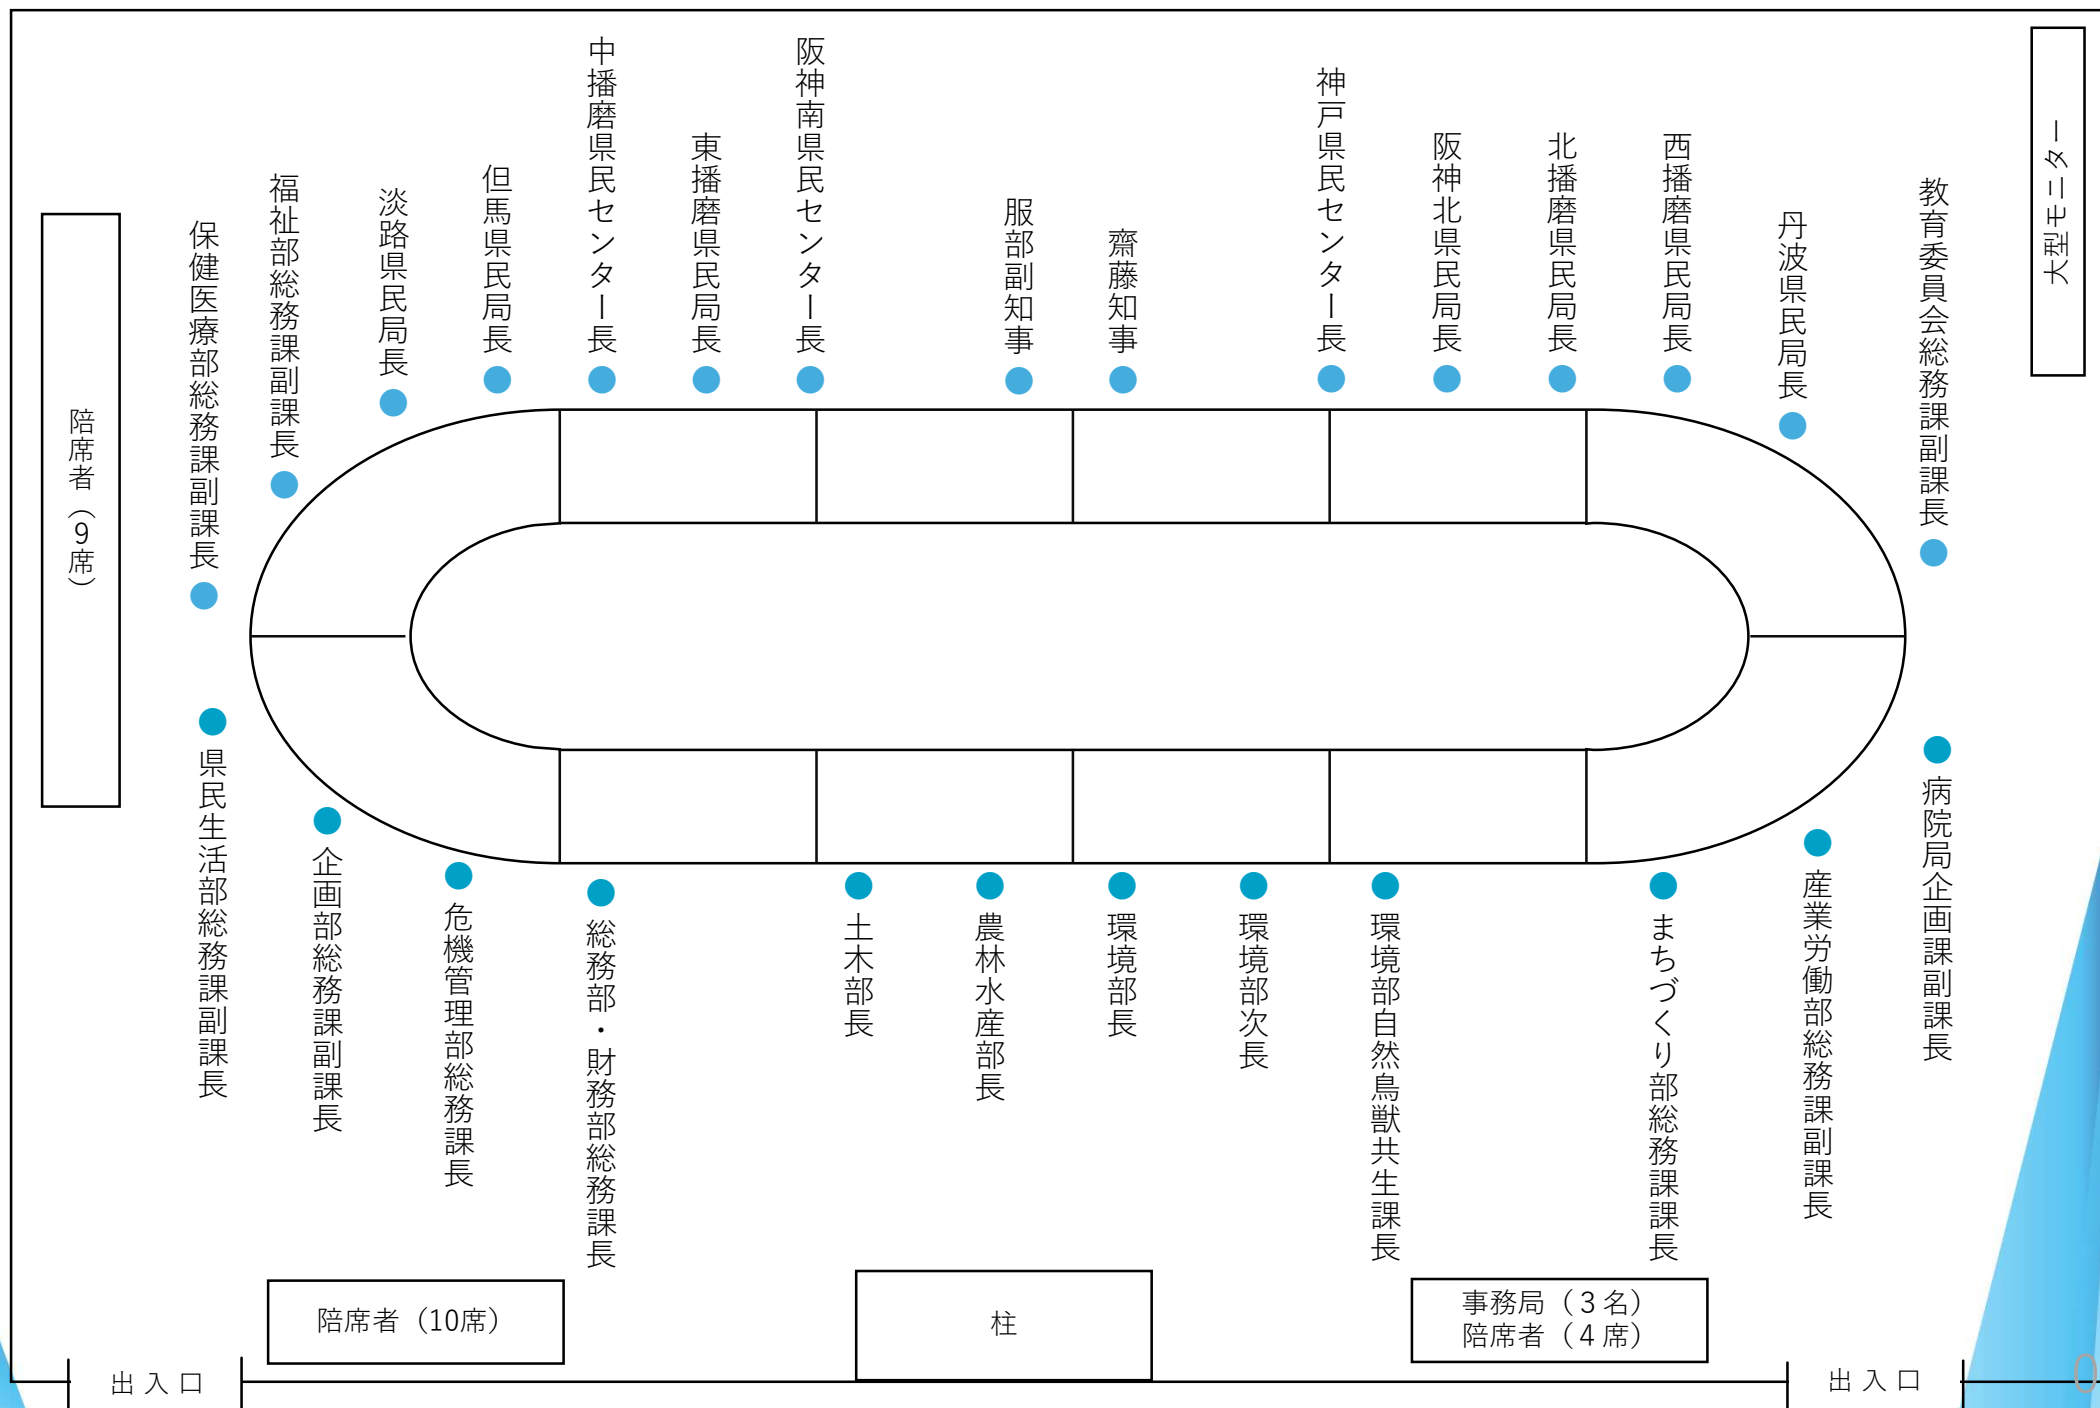 保健医療部総務課副課長
福祉部総務課副課長
淡路県民局長
但馬県民局長
中播磨県民センター長
東播磨県民局長
阪神南県民センター長
服部副知事
齋藤知事
神戸県民センター長
阪神北県民局長
北播磨県民局長
西播磨県民局長
丹波県民局長
教育委員会総務課副課長
大型モニター
陪席者（９席）
県民生活部総務課副課長
企画部総務課副課長
危機管理部総務課長
総務部・財務部総務課長
土木部長
農林水産部長
環境部長
環境部次長
環境部自然鳥獣共生課長
まちづくり部総務課課長
産業労働部総務課副課長
病院局企画課副課長
陪席者（10席）
柱
事務局（３名）
陪席者（４席）
出入口
出入口
0